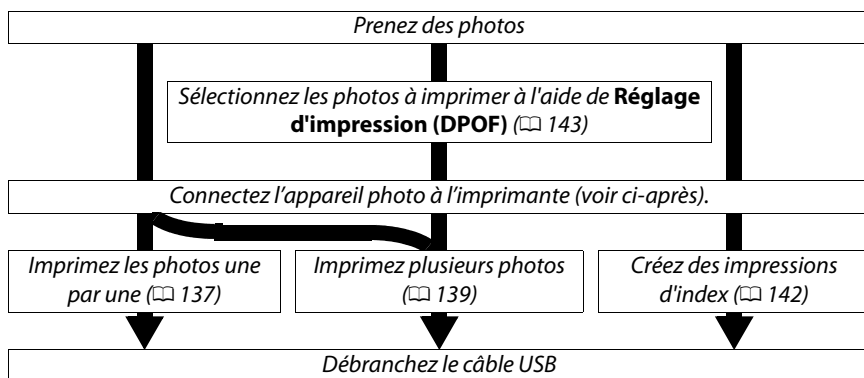 Prenez des photos
Sélectionnez les photos à imprimer à l'aide de Réglage
d'impression (DPOF) (🕮 143)
Connectez l’appareil photo à l’imprimante (voir ci-après).
Imprimez les photos une
par une (🕮 137)
Imprimez plusieurs photos
(🕮 139)
Créez des impressions
d'index (🕮 142)
Débranchez le câble USB